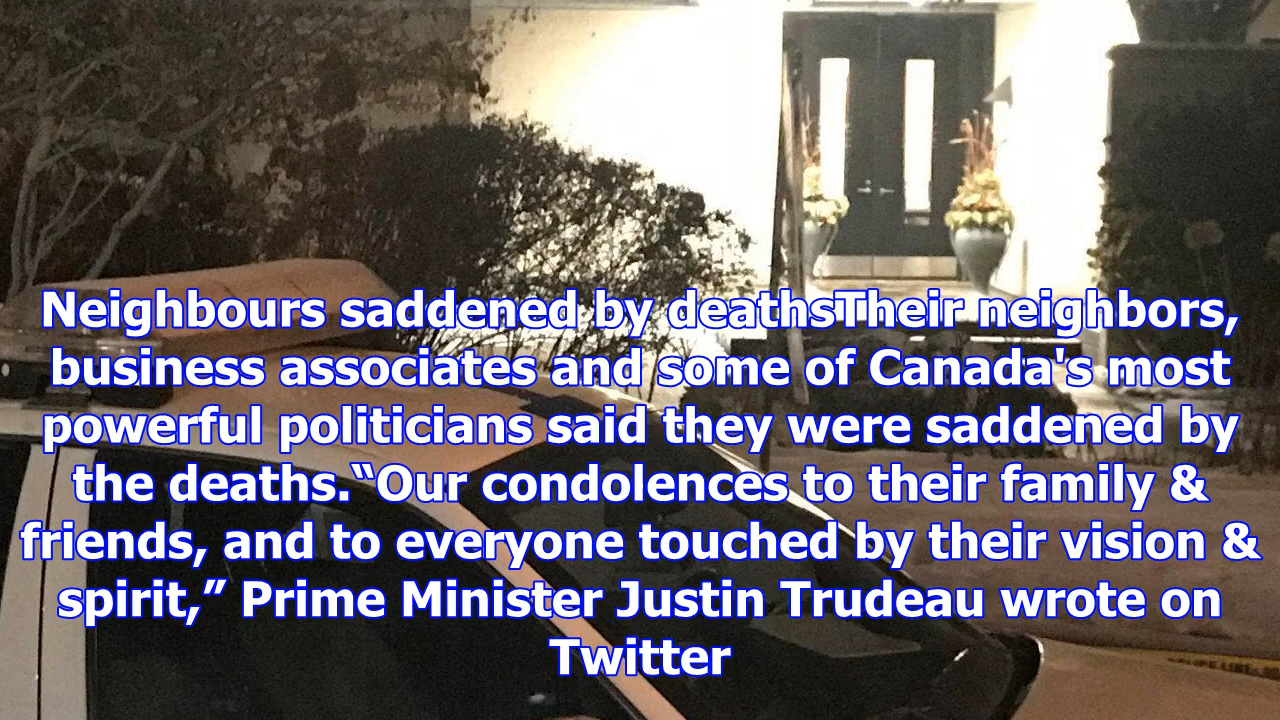 Neighbours saddened by deathsTheir neighbors,
business associates and some of Canada's most
powerful politicians said they were saddened by
the deaths.“Our condolences to their family &
friends, and to everyone touched by their vision &
spirit,” Prime Minister Justin Trudeau wrote on
Twitter